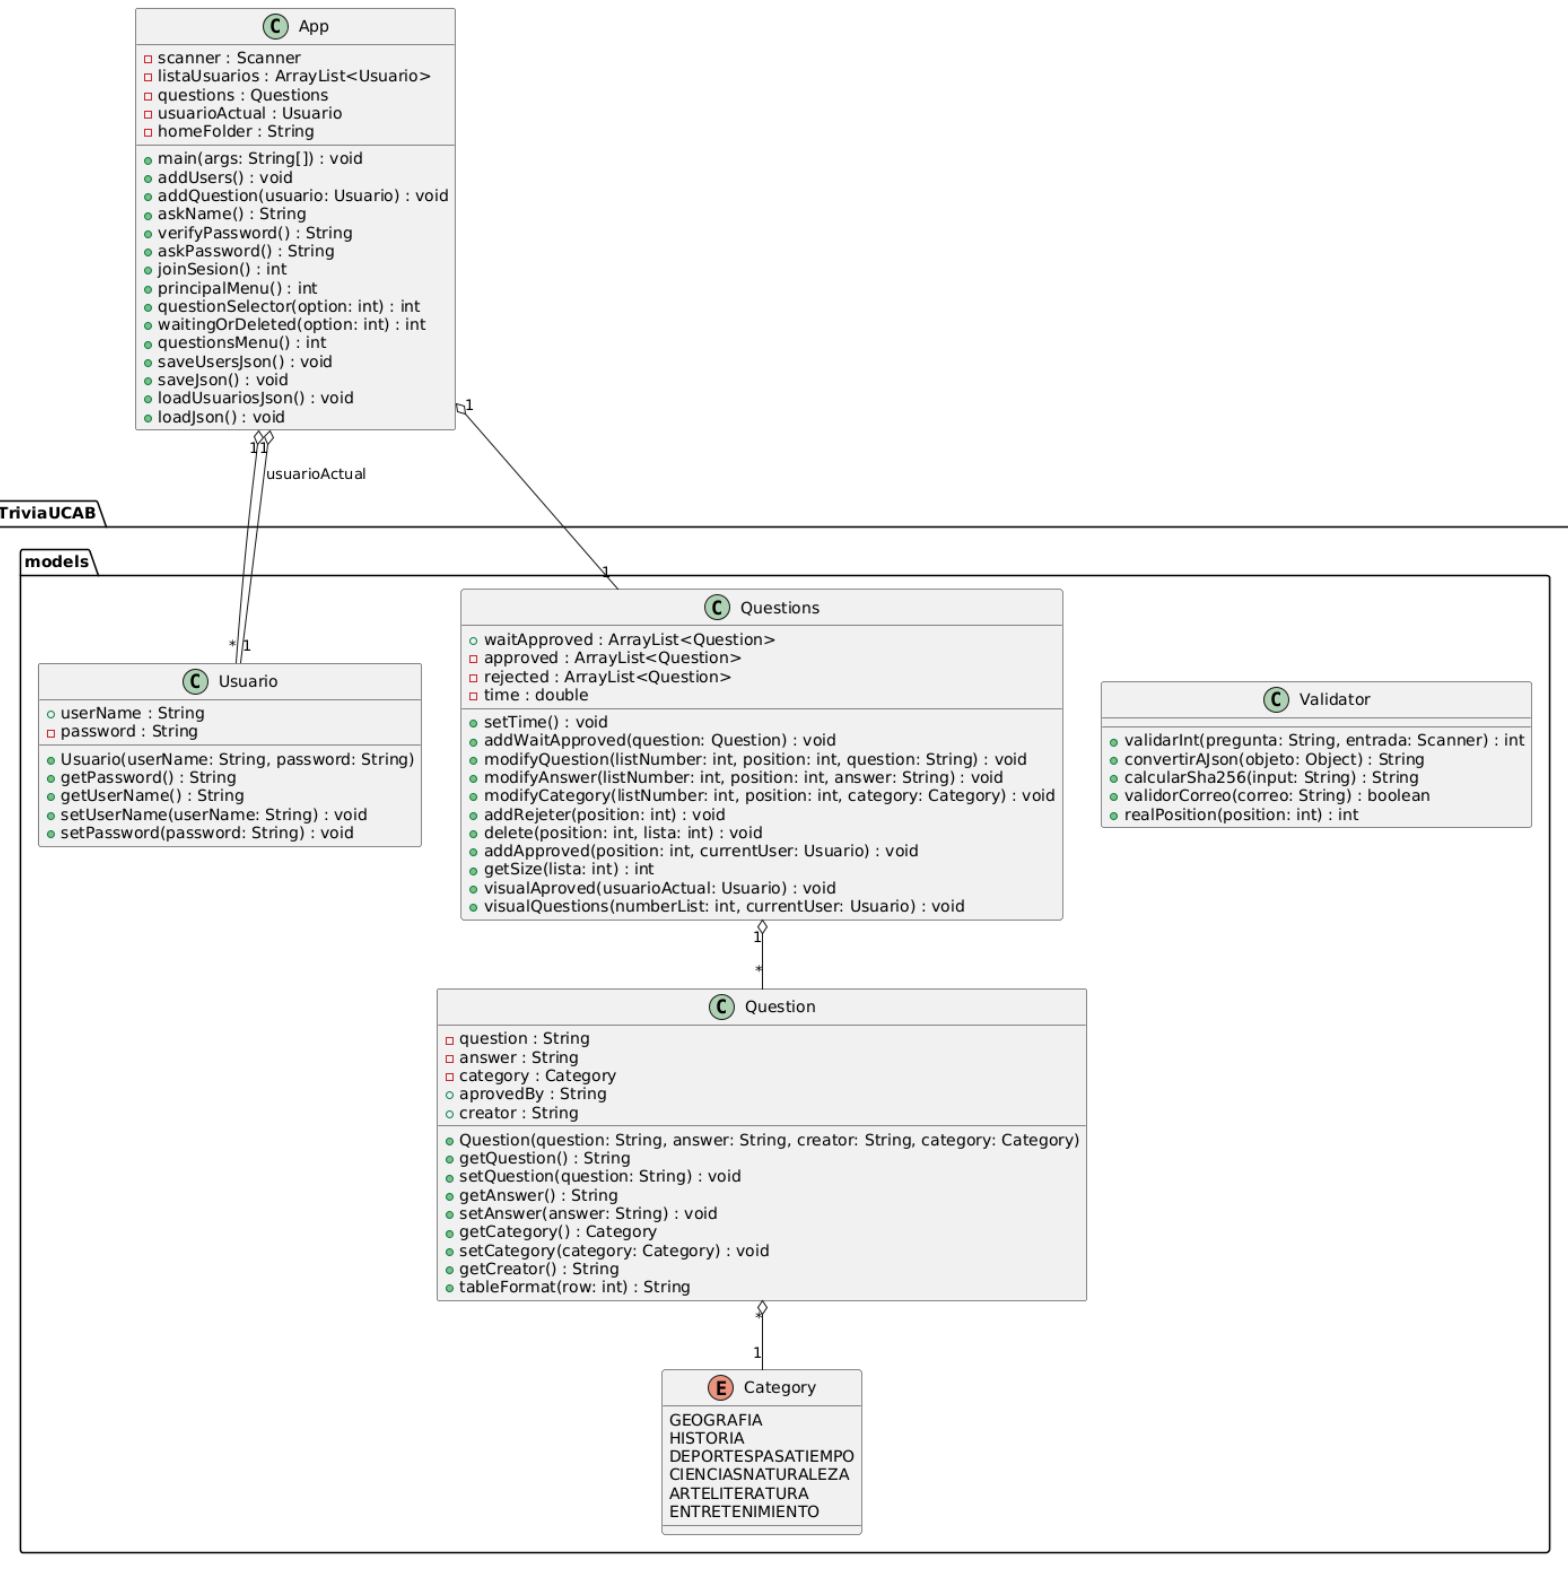 C App
scanner : Scanner
listaUsuarios : ArrayList<Usuario>
questions : Questions
usuarioActual : Usuario
homeFolder : String
main(args: String[]) : void
addUsers() : void
addQuestion(usuario: Usuario) : void
askName() : String
verifyPassword() : String
askPassword() : String
joinSesion() : int
principalMenu() : int
questionSelector(option: int) : int
waitingOrDeleted(option: int) : int
questionsMenu() : int
saveUsersJson() : void
saveJson() : void
loadUsuariosJson() : void
loadJson() : void
1
1
1
usuarioActual
TriviaUCAB
models
1
*
1
C Usuario
userName : String
password : String
Usuario(userName: String, password: String)
getPassword() : String
getUserName() : String
setUserName(userName: String) : void
setPassword(password: String) : void
C Questions
waitApproved : ArrayList<Question>
approved : ArrayList<Question>
rejected : ArrayList<Question>
time : double
setTime() : void
addWaitApproved(question: Question) : void
modifyQuestion(listNumber: int, position: int, question: String) : void
modifyAnswer(listNumber: int, position: int, answer: String) : void
modifyCategory(listNumber: int, position: int, category: Category) : void
addRejeter(position: int) : void
delete(position: int, lista: int) : void
addApproved(position: int, currentUser: Usuario) : void
getSize(lista: int) : int
visualAproved(usuarioActual: Usuario) : void
visualQuestions(numberList: int, currentUser: Usuario) : void
C Validator
validarInt(pregunta: String, entrada: Scanner) : int
convertirAJson(objeto: Object) : String
calcularSha256(input: String) : String
validorCorreo(correo: String) : boolean
realPosition(position: int) : int
1
*
C Question
question : String
answer : String
category : Category
aprovedBy : String
creator : String
Question(question: String, answer: String, creator: String, category: Category)
getQuestion() : String
setQuestion(question: String) : void
getAnswer() : String
setAnswer(answer: String) : void
getCategory() : Category
setCategory(category: Category) : void
getCreator() : String
tableFormat(row: int) : String
*
1
E Category
GEOGRAFIA
HISTORIA
DEPORTESPASATIEMPO
CIENCIASNATURALEZA
ARTELITERATURA
ENTRETENIMIENTO